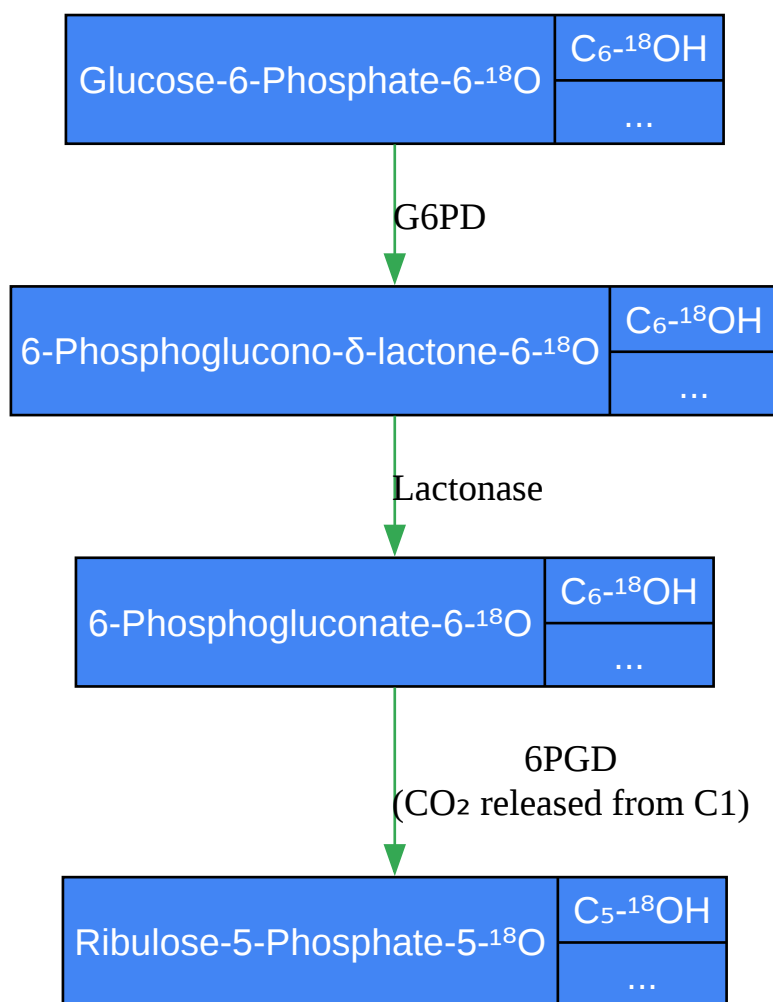 Glucose-6-Phosphate-6-¹⁸O
C₆-¹⁸OH
...
G6PD
6-Phosphoglucono-δ-lactone-6-¹⁸O
C₆-¹⁸OH
...
Lactonase
6-Phosphogluconate-6-¹⁸O
C₆-¹⁸OH
...
6PGD
(CO₂ released from C1)
Ribulose-5-Phosphate-5-¹⁸O
C₅-¹⁸OH
...